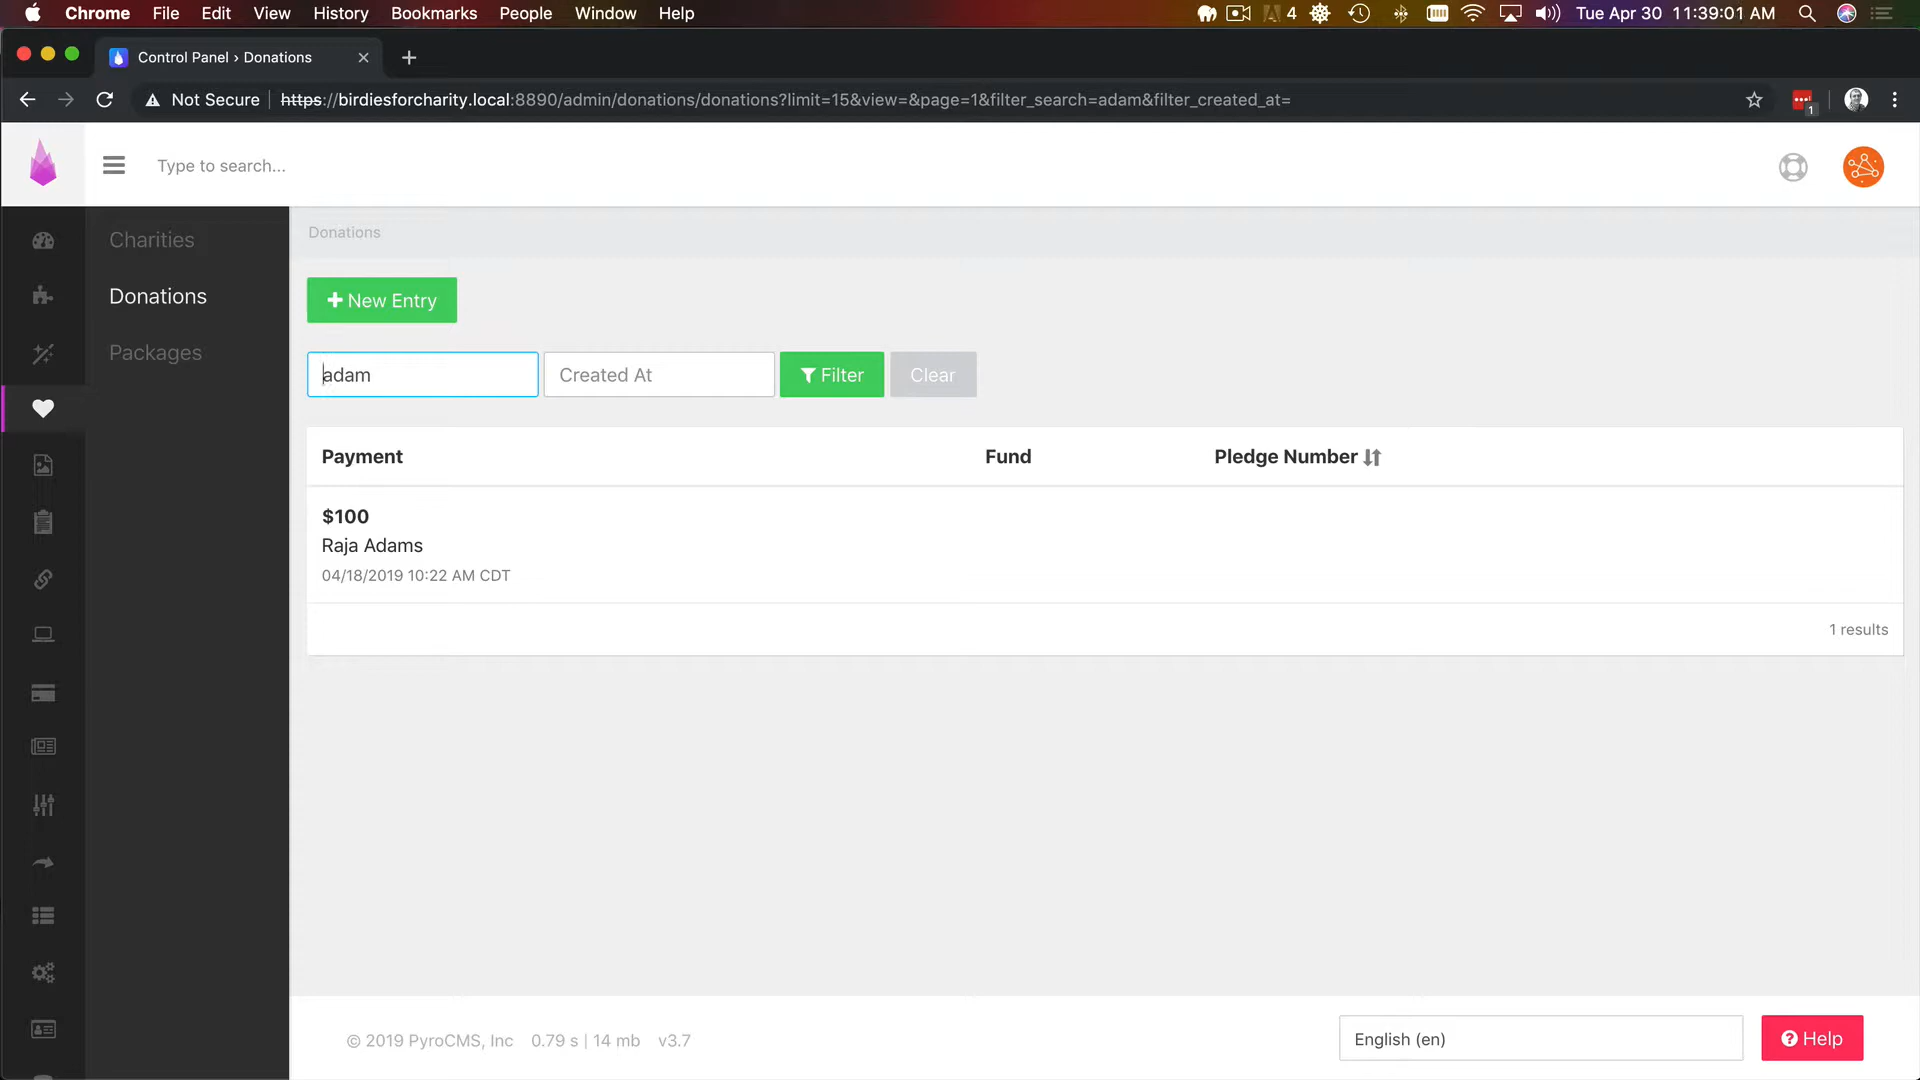 Chrome File Edit View History Bookmarks People Window Help 4 Tue Apr 30 11:39:01 AM
Control Panel › Donations
Not Secure https://birdiesforcharity.local:8890/admin/donations/donations?limit=15&view=&page=1&filter_search=adam&filter_created_at= 1
Type to search...
Charities
Donations
Packages
Donations
New Entry
adam Created At Filter Clear
Payment Fund Pledge Number
$100
Raja Adams
04/18/2019 10:22 AM CDT
1 results
© 2019 PyroCMS, Inc 0.79 s | 14 mb v3.7 English (en) Help